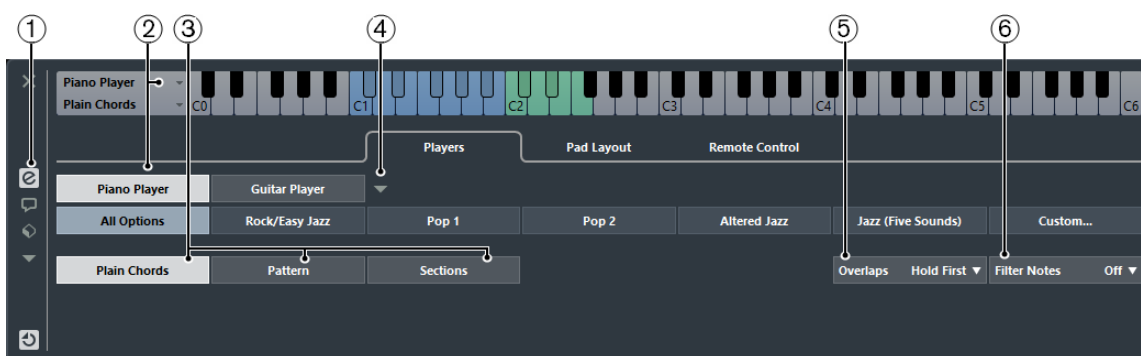 1 2 3 4 5 6
Piano Player
Plain Chords
C0 C1 C2 C3 C4 C5 C6
Players Pad Layout Remote Control
Piano Player Guitar Player
All Options Rock/Easy Jazz Pop 1 Pop 2 Altered Jazz Jazz (Five Sounds) Custom...
Plain Chords Pattern Sections Overlaps Hold First Filter Notes Off